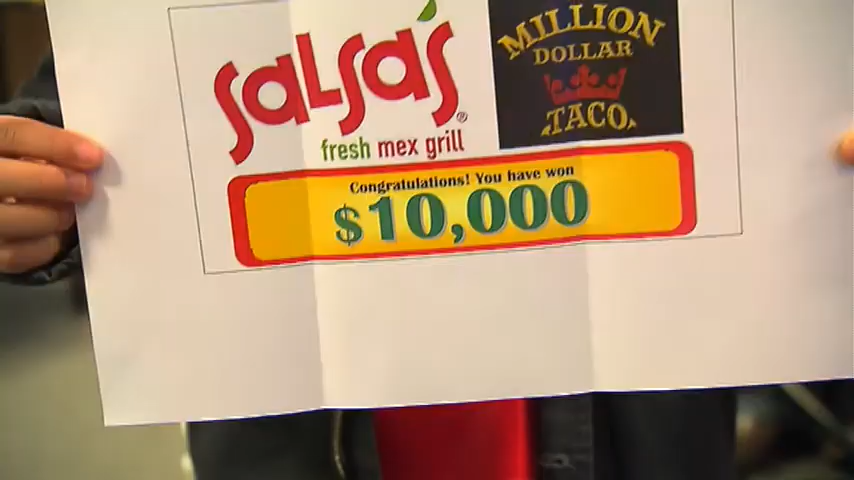 salsa's®
fresh mex grill
MILLION
DOLLAR
TACO
Congratulations! You have won
$10,000